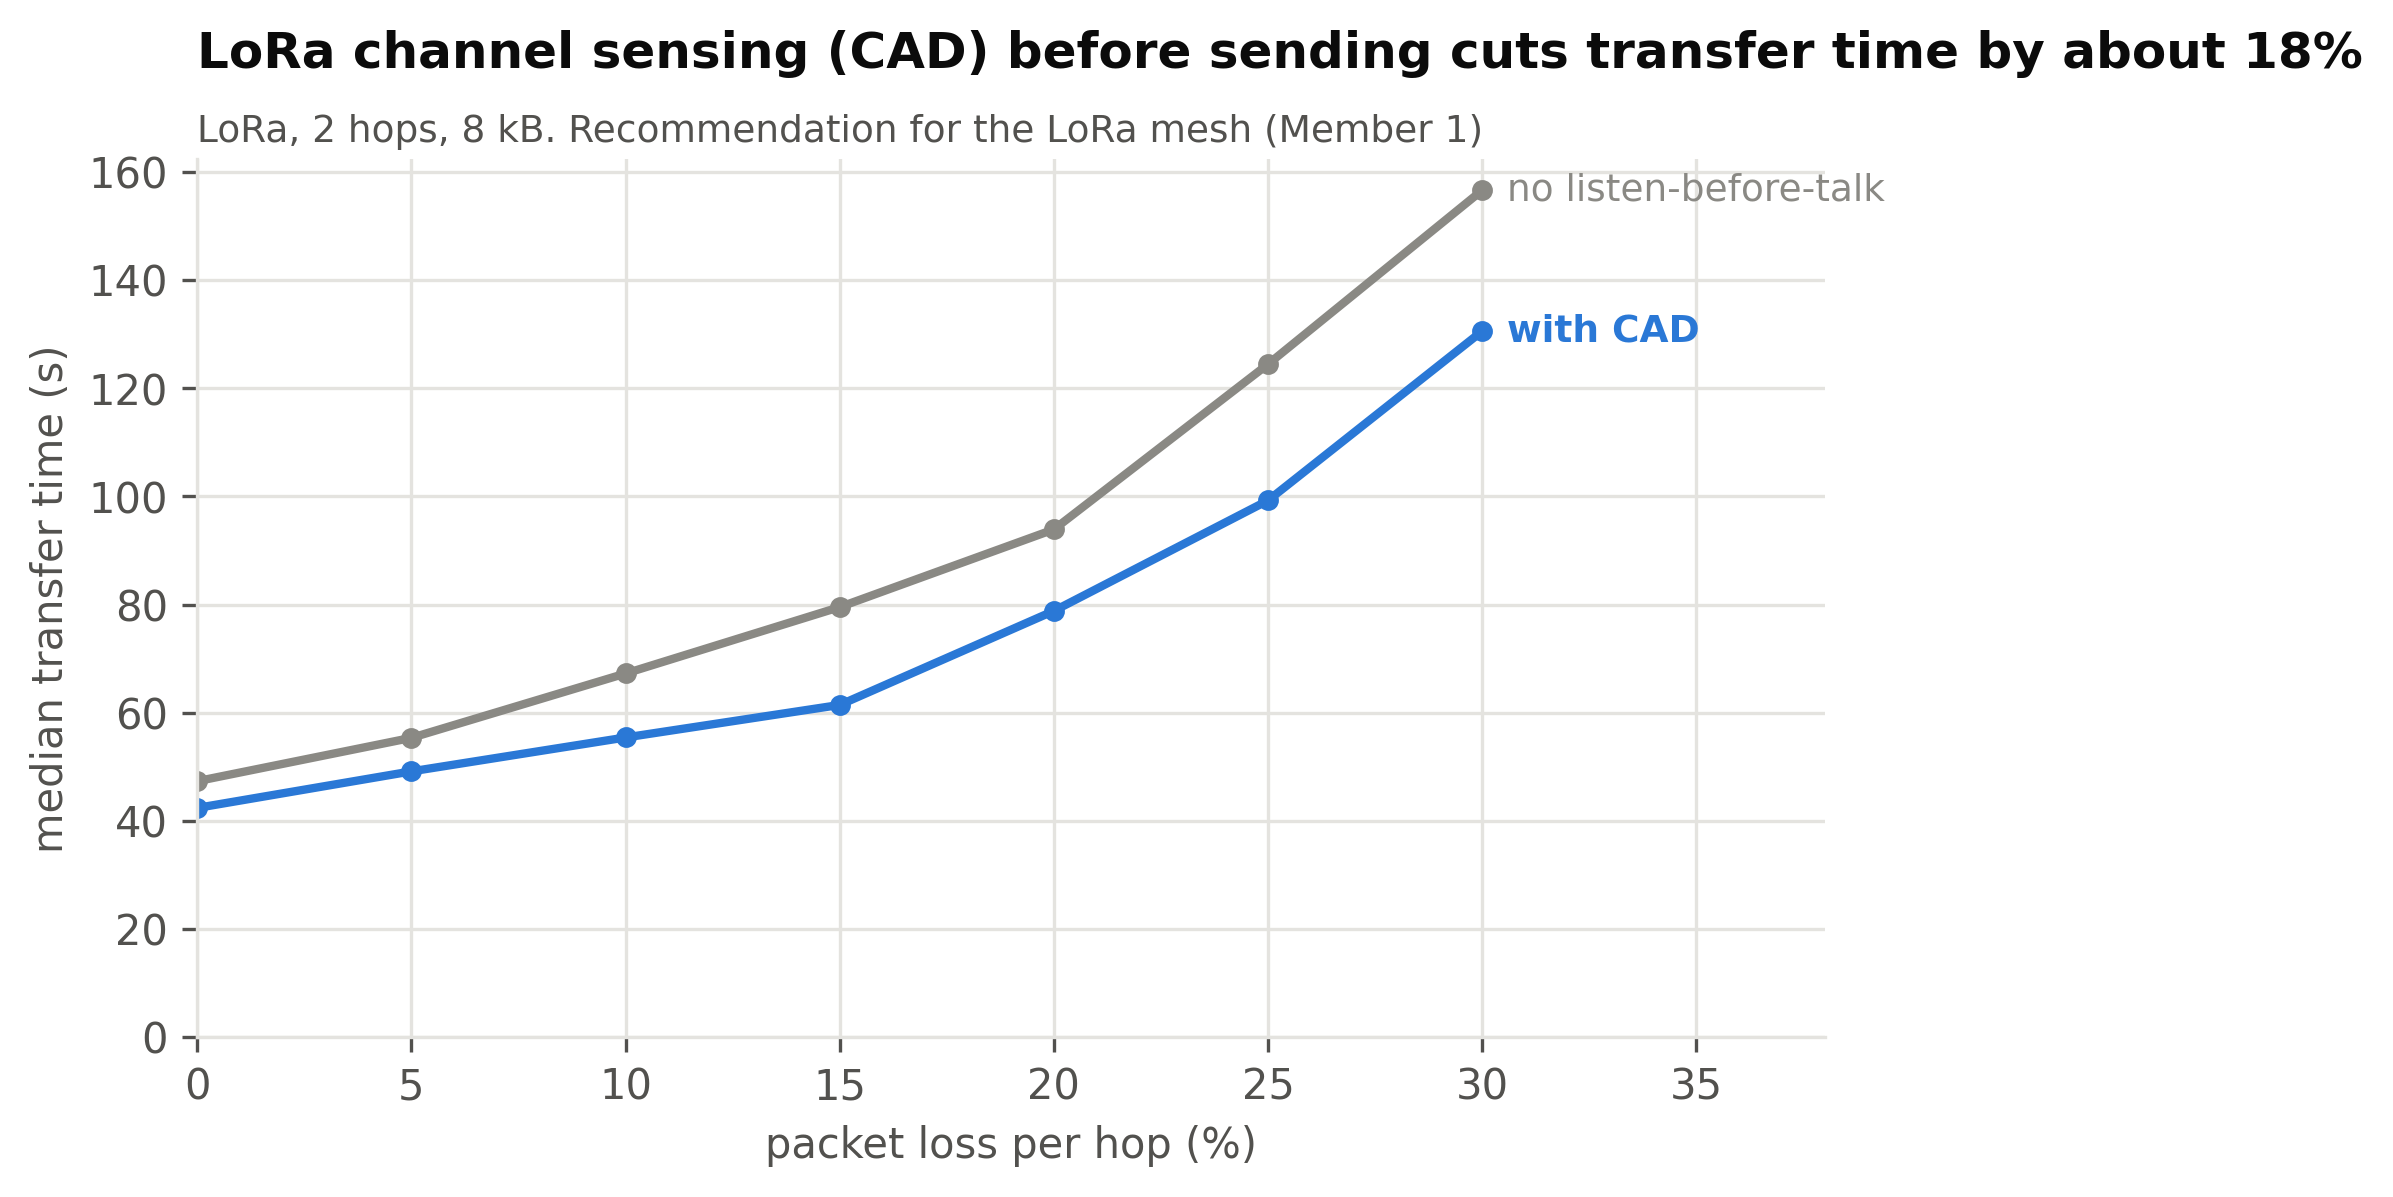 LoRa channel sensing (CAD) before sending cuts transfer time by about 18%
LoRa, 2 hops, 8 kB. Recommendation for the LoRa mesh (Member 1)
median transfer time (s)
160
140
120
100
80
60
40
20
0
no listen-before-talk
with CAD
0 5 10 15 20 25 30 35
packet loss per hop (%)